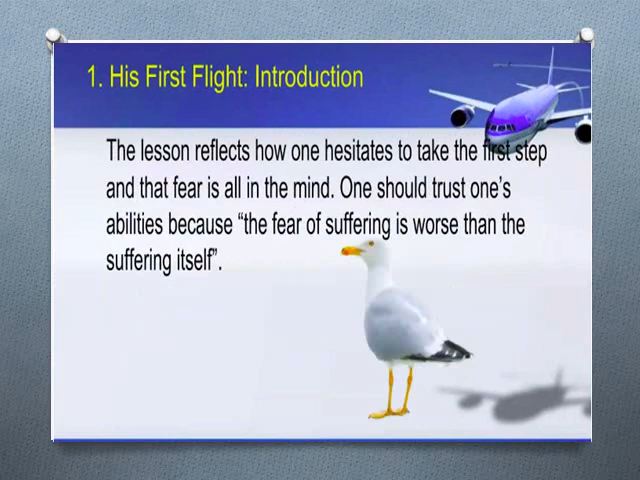 1. His First Flight: Introduction
The lesson reflects how one hesitates to take the first step
and that fear is all in the mind. One should trust one’s
abilities because “the fear of suffering is worse than the
suffering itself”.